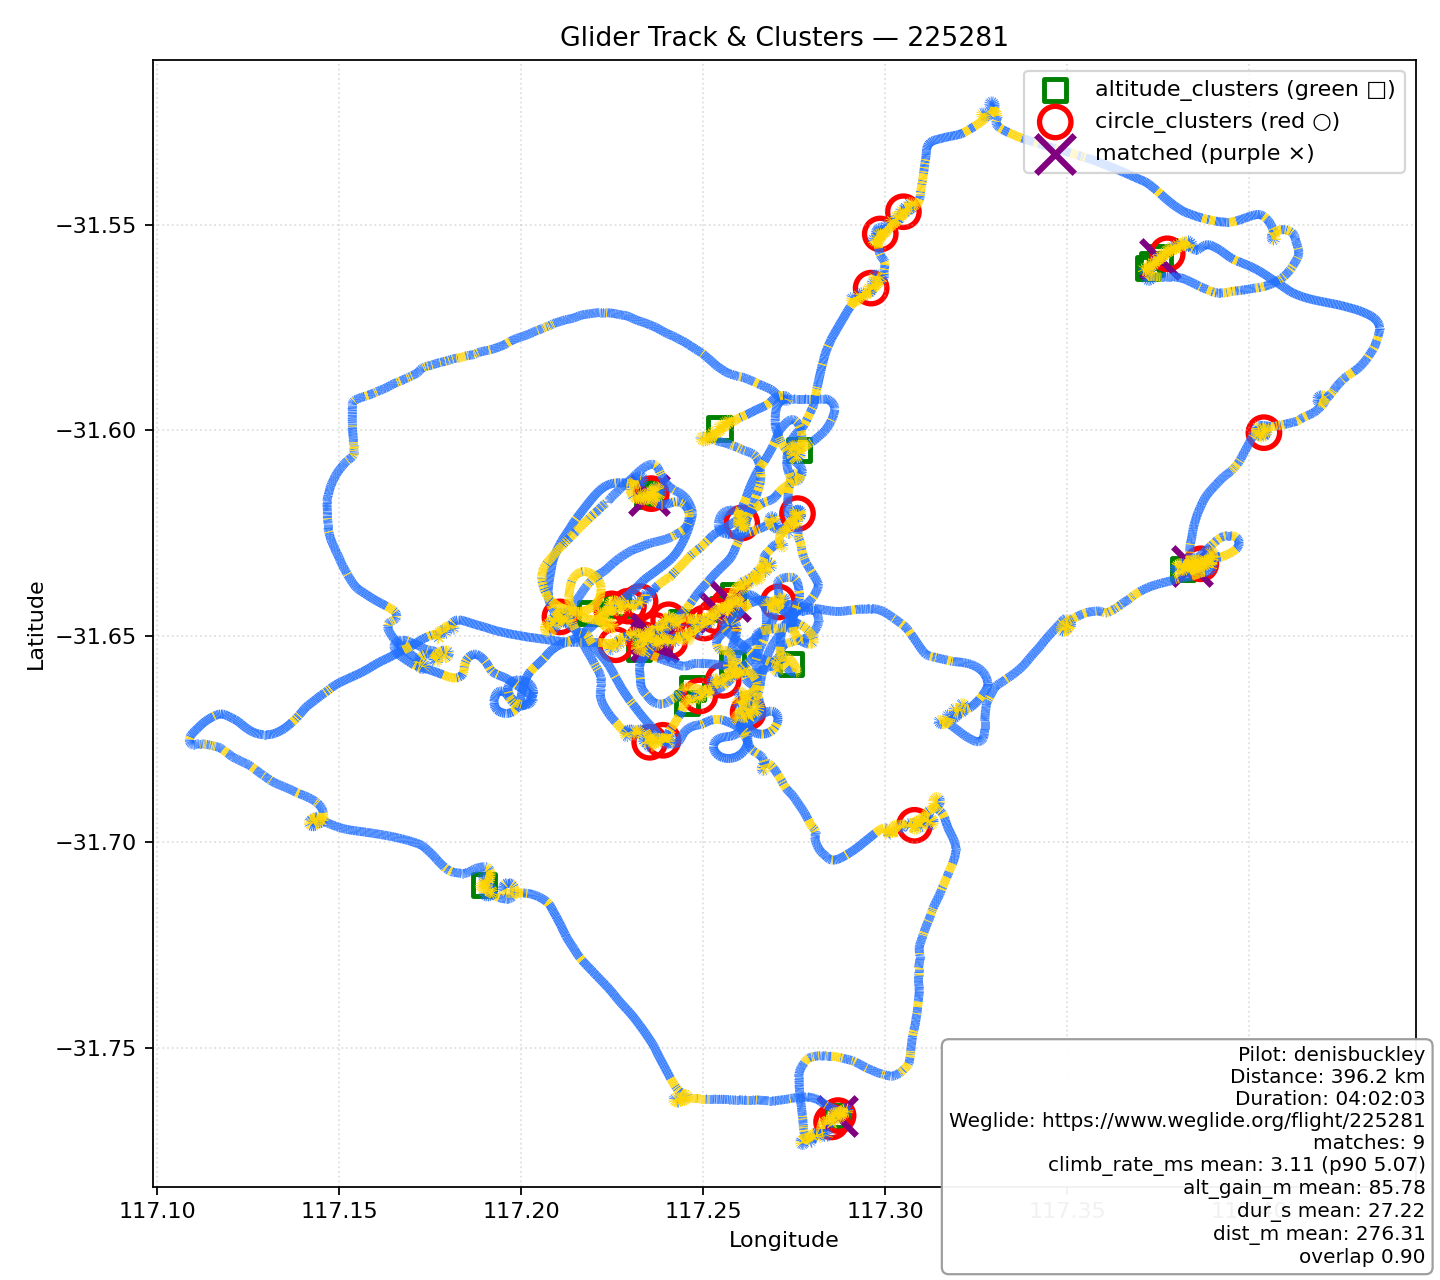 Glider Track & Clusters — 225281
altitude_clusters (green □)
circle_clusters (red ○)
matched (purple ×)
Latitude
−31.55
−31.60
−31.65
−31.70
−31.75
117.10
117.15
117.20
117.25
117.30
117.35
Longitude
Pilot: denisbuckley
Distance: 396.2 km
Duration: 04:02:03
Weglide: https://www.weglide.org/flight/225281
matches: 9
climb_rate_ms mean: 3.11 (p90 5.07)
alt_gain_m mean: 85.78
dur_s mean: 27.22
dist_m mean: 276.31
overlap 0.90